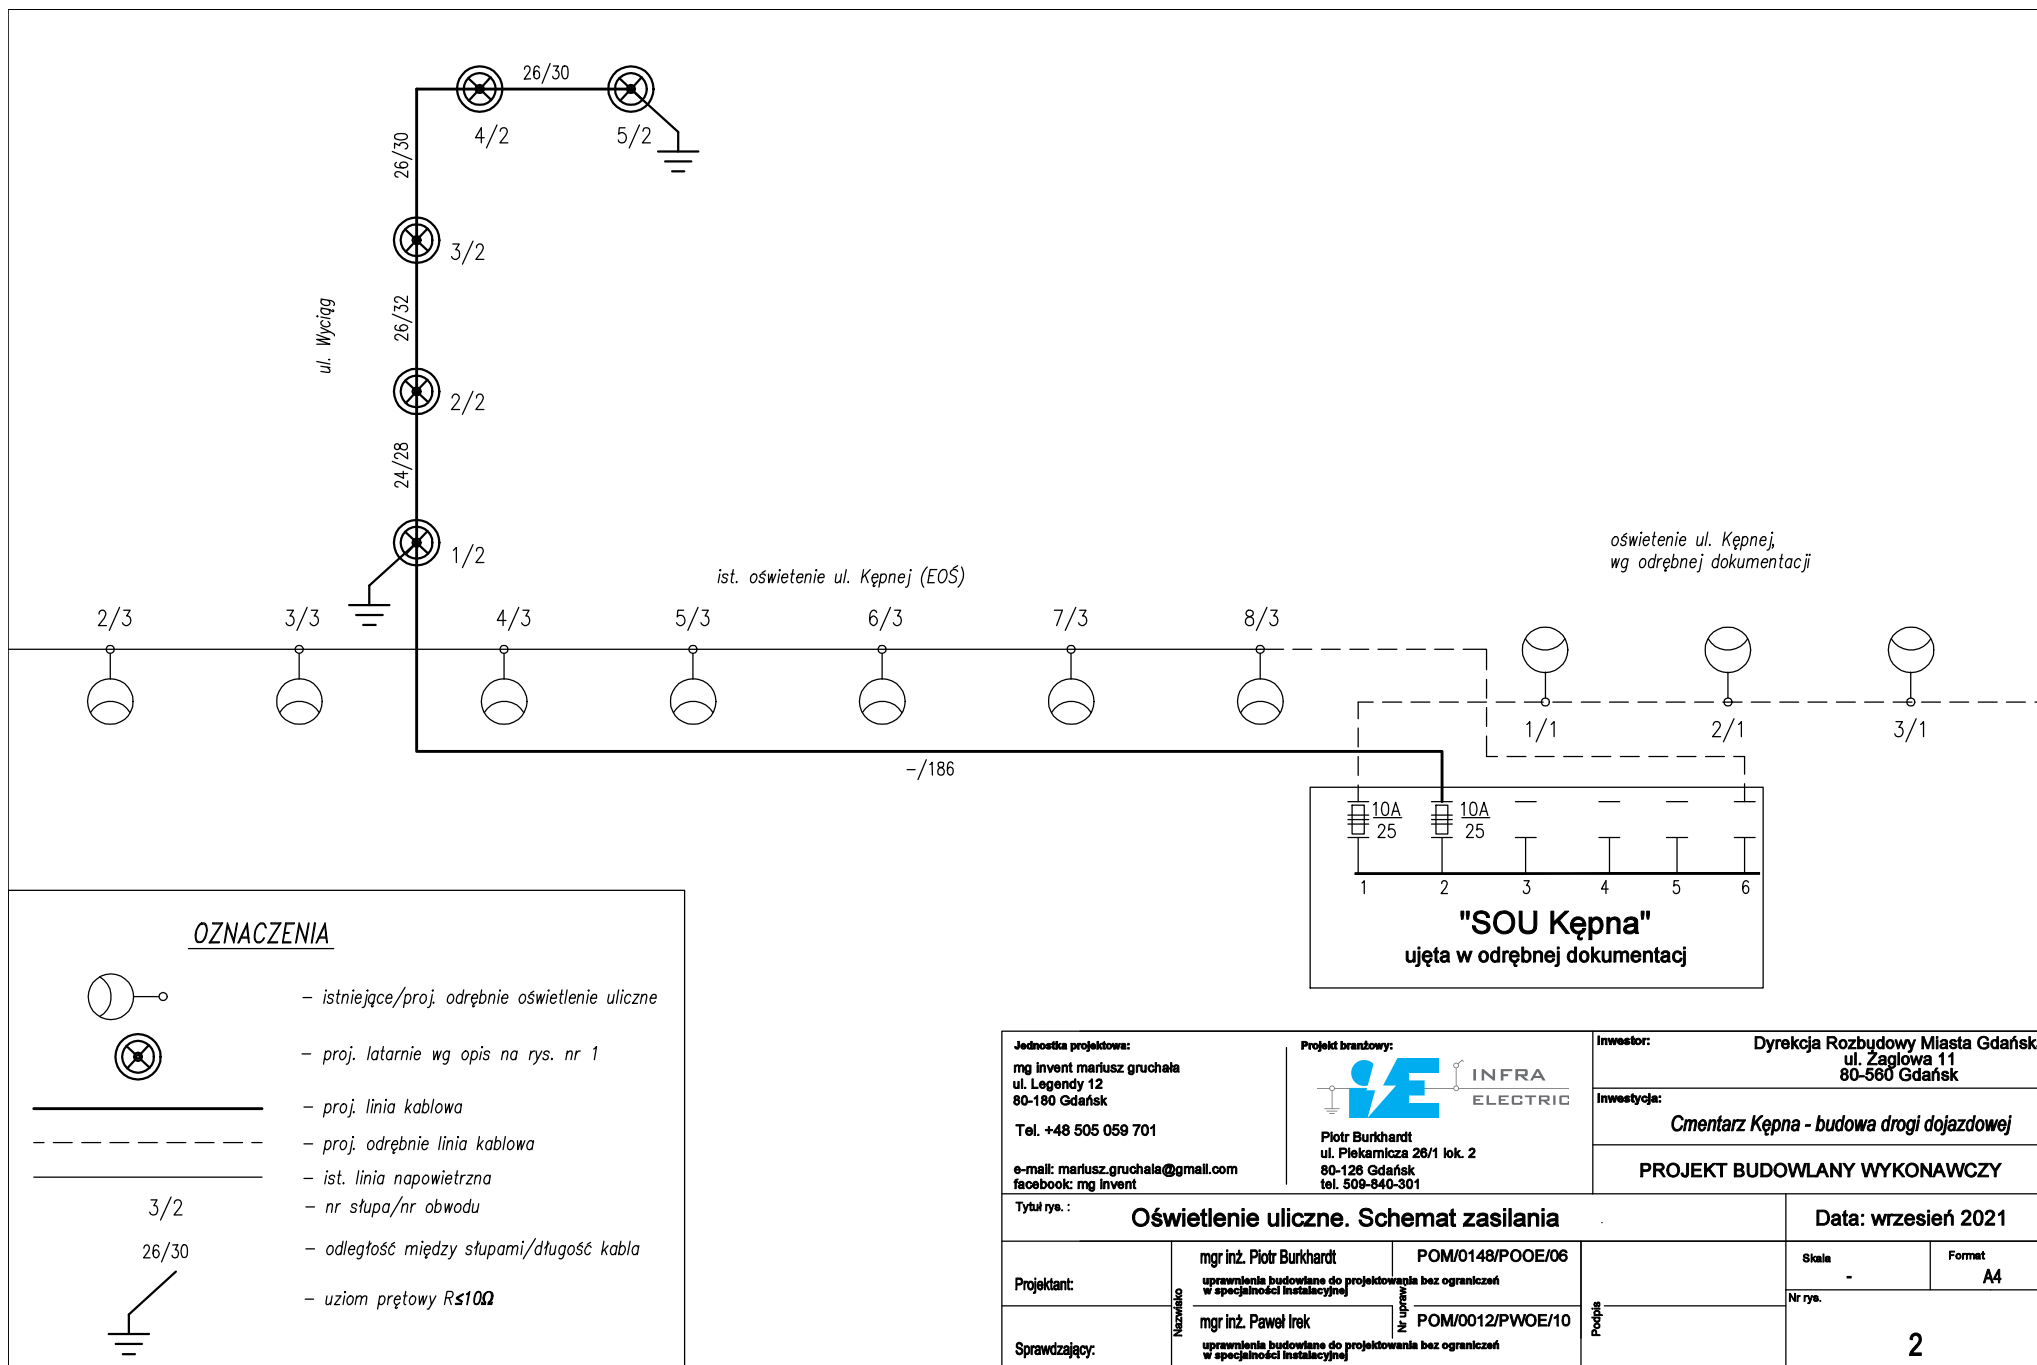 26/30
4/2
5/2
26/30
3/2
26/32
ul. Wyciąg
2/2
24/28
1/2
oświetenie ul. Kępnej,
wg odrębnej dokumentacji
ist. oświetenie ul. Kępnej (EOŚ)
2/3
3/3
4/3
5/3
6/3
7/3
8/3
1/1
2/1
3/1
-/186
10A
25
10A
25
1
2
3
4
5
6
"SOU Kępna"
ujęta w odrębnej dokumentacj
OZNACZENIA
- istniejące/proj. odrębnie oświetlenie uliczne
- proj. latarnie wg opis na rys. nr 1
- proj. linia kablowa
- proj. odrębnie linia kablowa
- ist. linia napowietrzna
3/2
- nr słupa/nr obwodu
26/30
- odległość między słupami/długość kabla
- uziom prętowy R≤10Ω
Jednostka projektowa:
mg invent mariusz gruchała
ul. Legendy 12
80-180 Gdańsk
Tel. +48 505 059 701
e-mail: mariusz.gruchala@gmail.com
facebook: mg invent
Projekt branżowy:
iE INFRA
ELECTRIC
Piotr Burkhardt
ul. Piekarnicza 26/1 lok. 2
80-126 Gdańsk
tel. 509-840-301
Inwestor:
Dyrekcja Rozbudowy Miasta Gdańsk
ul. Żaglowa 11
80-560 Gdańsk
Inwestycja:
Cmentarz Kępna - budowa drogi dojazdowej
PROJEKT BUDOWLANY WYKONAWCZY
Tytuł rys. :
Oświetlenie uliczne. Schemat zasilania
Data: wrzesień 2021
Projektant:
Nazwisko
mgr inż. Piotr Burkhardt
POM/0148/POOE/06
uprawnienia budowlane do projektowania bez ograniczeń
w specjalności instalacyjnej
Nr upraw.
Podpis
Skala
-
Format
A4
Sprawdzający:
mgr inż. Paweł Irek
POM/0012/PWOE/10
uprawnienia budowlane do projektowania bez ograniczeń
w specjalności instalacyjnej
Nr rys.
2